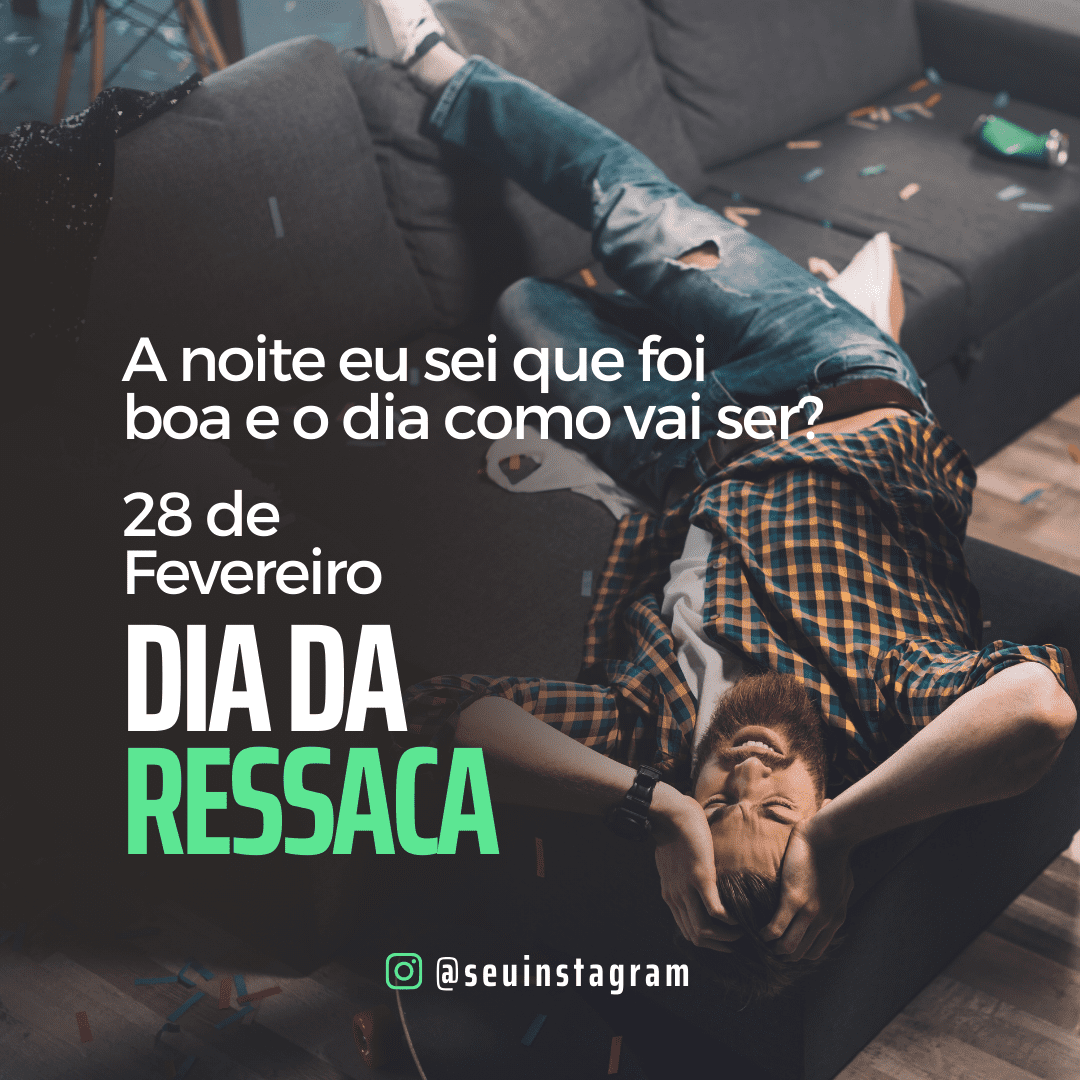 A noite eu sei que foi
boa e o dia como vai ser?
28 de
Fevereiro
DIA DA
RESSACA
@seuinstagram